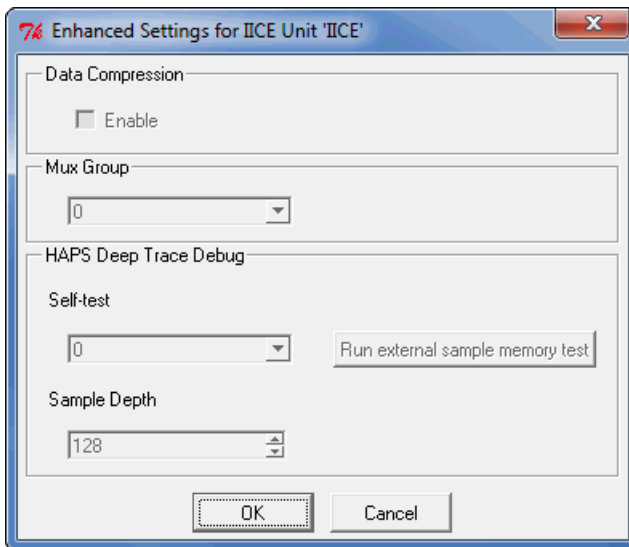 Enhanced Settings for IICE Unit 'IICE'
Data Compression
Enable
Mux Group
0
HAPS Deep Trace Debug
Self-test
0
Run external sample memory test
Sample Depth
128
OK
Cancel